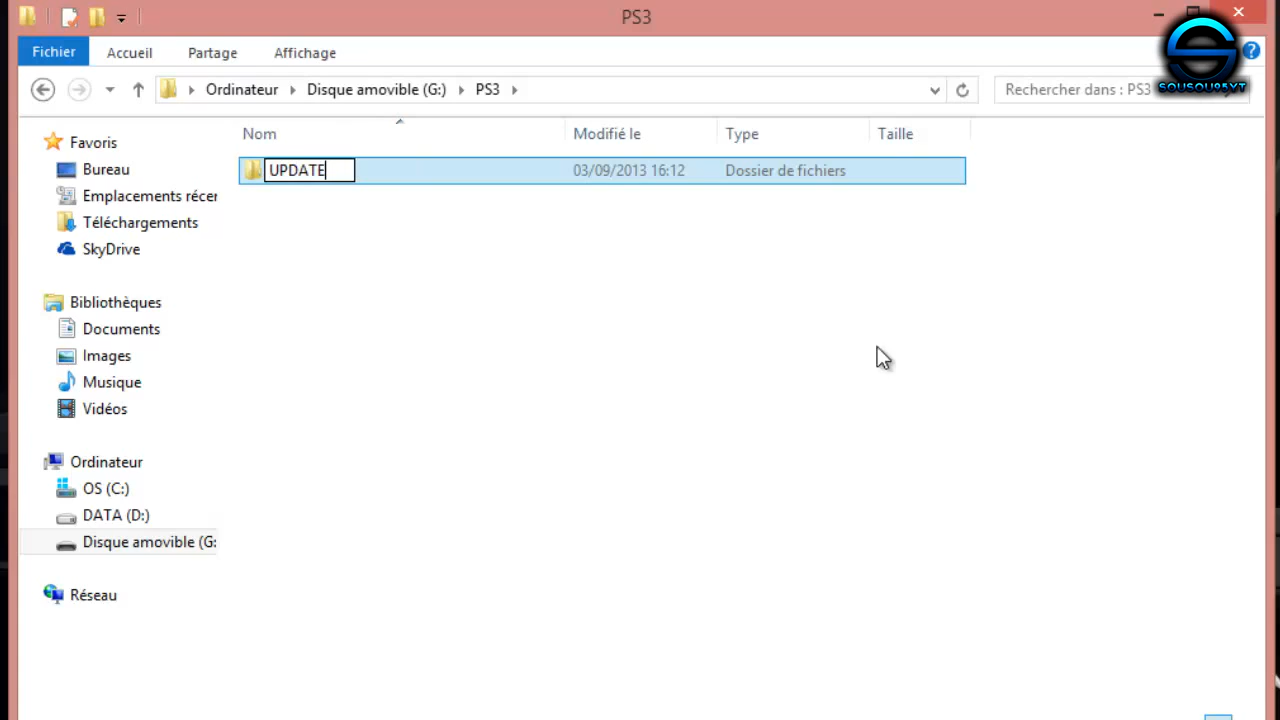 PS3
Fichier Accueil Partage Affichage
Ordinateur Disque amovible (G:) PS3
Rechercher dans : PS3
SOUSOU95YT
Nom Modifié le Type Taille
UPDATE 03/09/2013 16:12 Dossier de fichiers
Favoris
Bureau
Emplacements récer
Téléchargements
SkyDrive
Bibliothèques
Documents
Images
Musique
Vidéos
Ordinateur
OS (C:)
DATA (D:)
Disque amovible (G:
Réseau